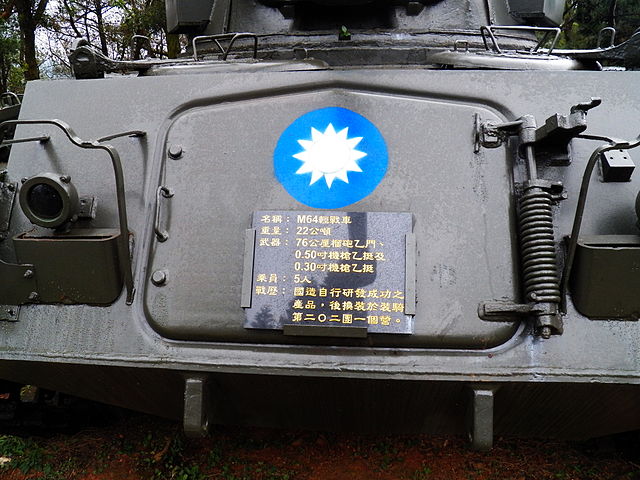 名稱：M64輕戰車
重量：22公噸
武器：76公厘榴砲乙門、
0.50吋機槍乙挺及
0.30吋機槍乙挺
乘員：5人
戰歷：國造自行研發成功之
產品，後換裝於裝騎
第二〇二團一個營。